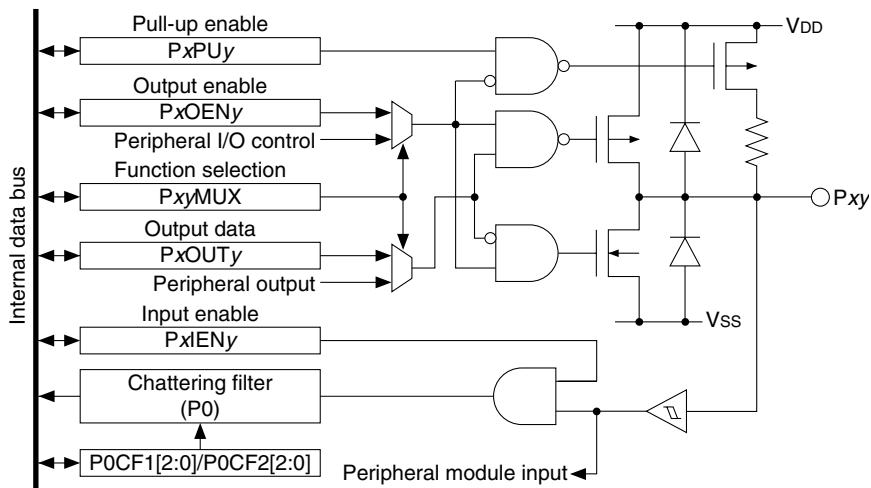 Pull-up enable
PxPUy
VDD
Output enable
PxOENy
Peripheral I/O control
Function selection
PxyMUX
Pxy
Output data
PxOUTy
Peripheral output
Internal data bus
Input enable
PxIENy
VSS
Chattering filter
(P0)
P0CF1[2:0]/P0CF2[2:0]
Peripheral module input